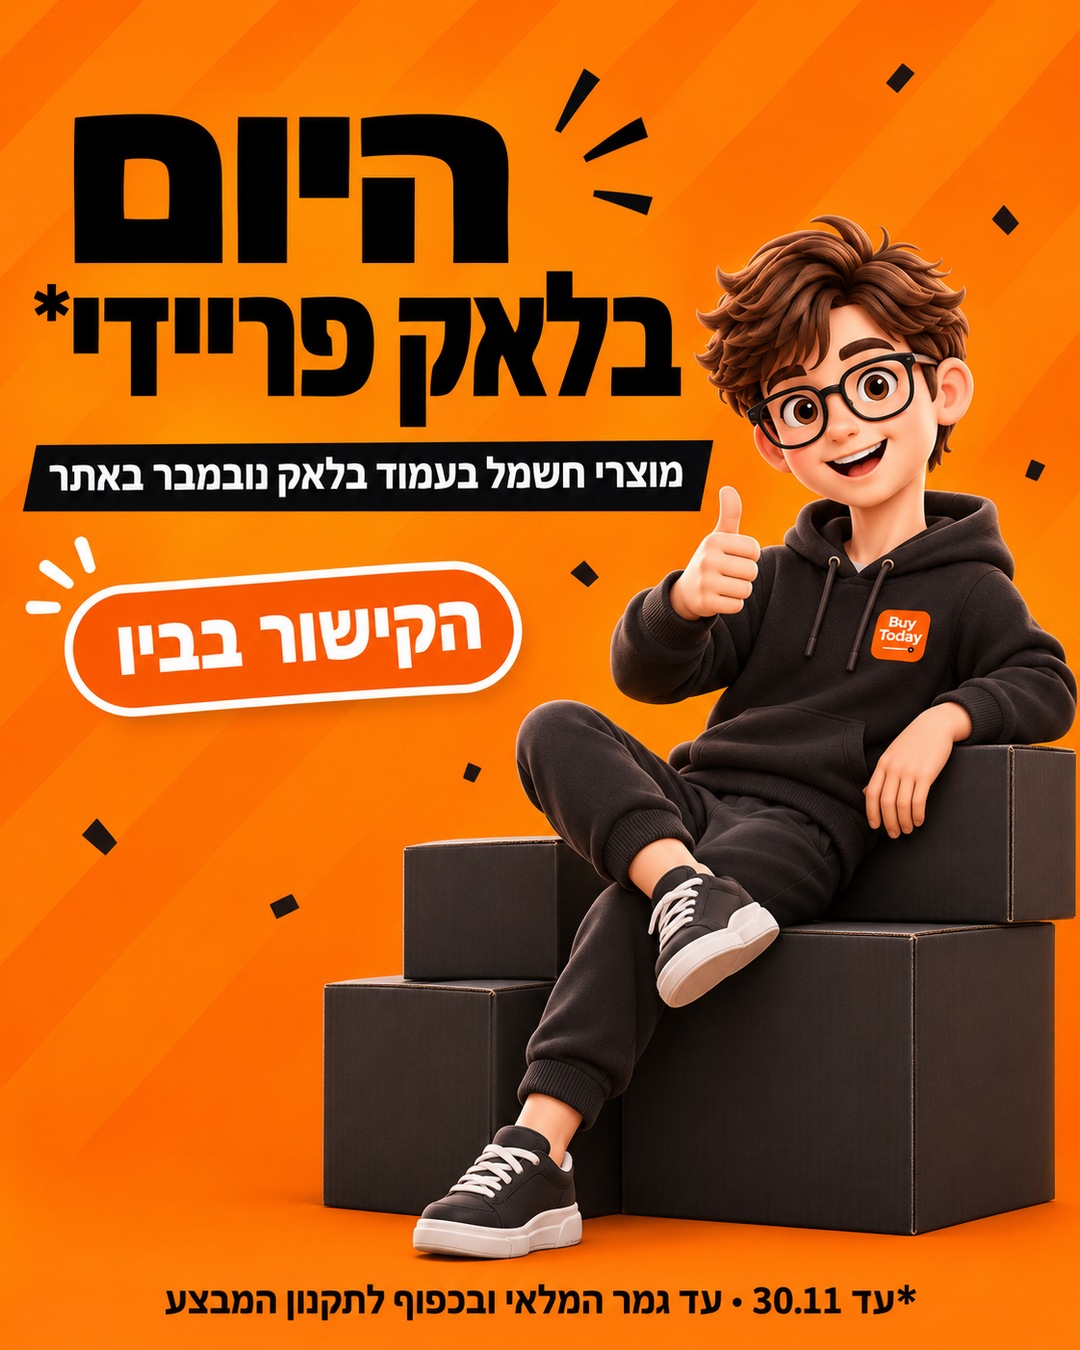 היום
בלאק פריידי*
מוצרי חשמל בעמוד בלאק נובמבר באתר
הקישור בביו
Buy
Today
*עד 30.11 • עד גמר המלאי ובכפוף לתקנון המבצע